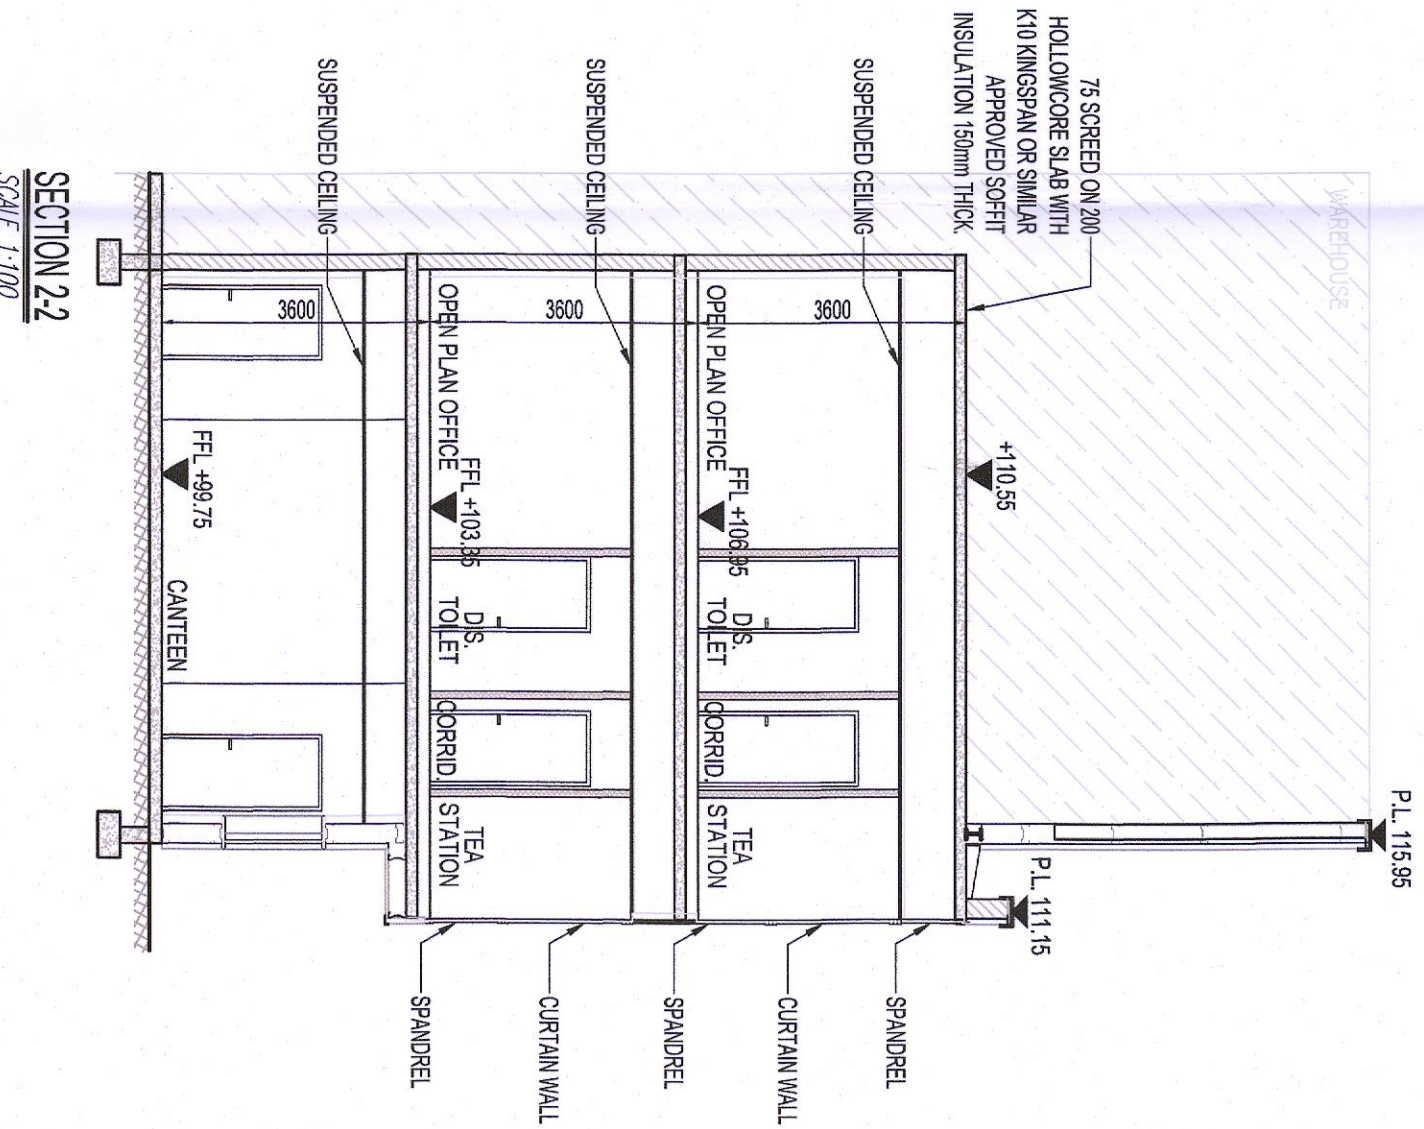 WAREHOUSE
P.L. 115.95
75 SCREED ON 200
HOLLOWCORE SLAB WITH
K10 KINGSPAN OR SIMILAR
APPROVED SOFFIT
INSULATION 150mm THICK
+110.55
P.L. 111.15
SUSPENDED CEILING
3600
SPANDREL
CURTAIN WALL
OPEN PLAN OFFICE
FFL +106.95
DIS.
TOILET
CORRID.
TEA
STATION
SPANDREL
SUSPENDED CEILING
3600
CURTAIN WALL
OPEN PLAN OFFICE
FFL +103.35
DIS.
TOILET
CORRID.
TEA
STATION
SPANDREL
SUSPENDED CEILING
3600
FFL +99.75
CANTEEN
SECTION 2-2
SCALE 1:100